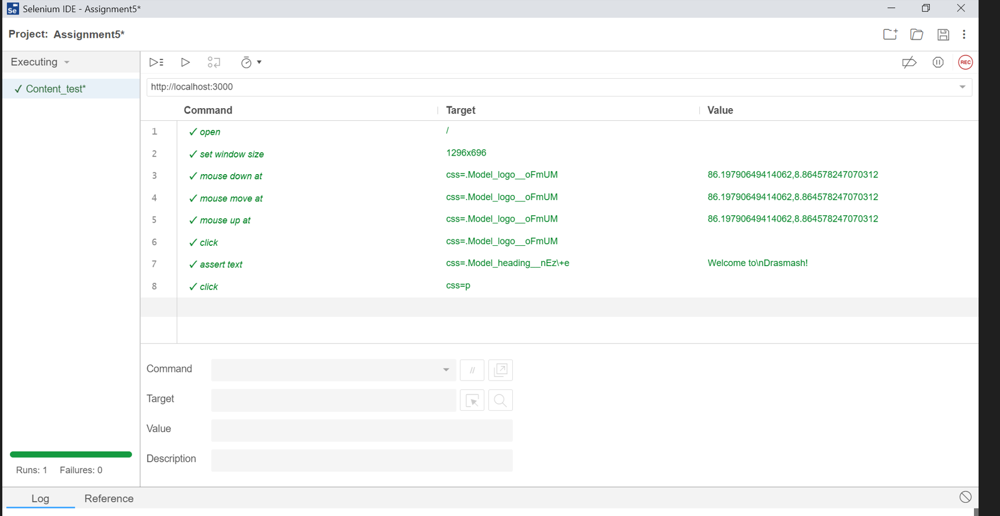 Se Selenium IDE - Assignment5*
Project: Assignment5*
Executing
REC
✓ Content_test*
http://localhost:3000
Command Target Value
1 ✓ open /
2 ✓ set window size 1296x696
3 ✓ mouse down at css=.Model_logo__oFmUM 86.19790649414062,8.864578247070312
4 ✓ mouse move at css=.Model_logo__oFmUM 86.19790649414062,8.864578247070312
5 ✓ mouse up at css=.Model_logo__oFmUM 86.19790649414062,8.864578247070312
6 ✓ click css=.Model_logo__oFmUM
7 ✓ assert text css=.Model_heading__nEz\+e Welcome to\nDrasmash!
8 ✓ click css=p
Command //
Target
Value
Description
Runs: 1 Failures: 0
Log Reference